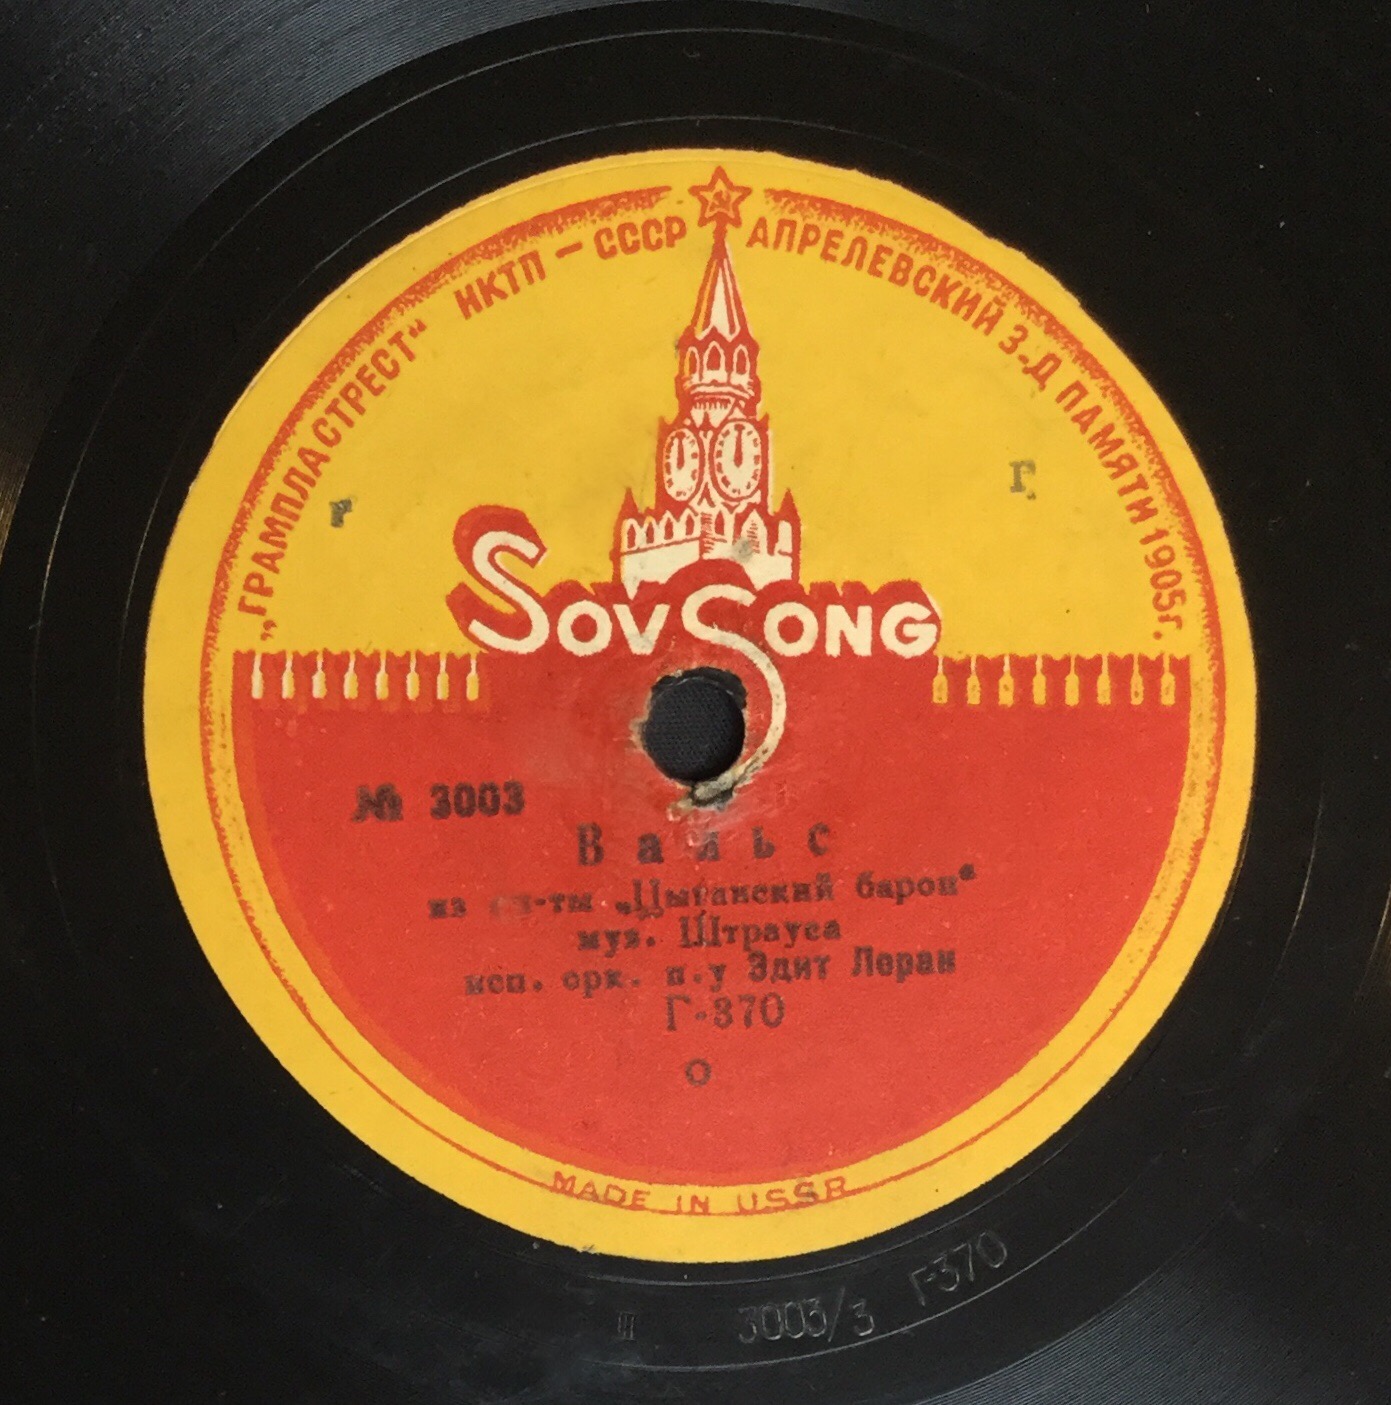 „ГРАМПЛАСТРЕСТ“ НКТП – СССР АПРЕЛЕВСКИЙ З-Д ПАМЯТИ 1905г.
Г Г.
SOVSONG
№ 3003
Вальс
из оп-ты „Цыганский барон“
муз. Штрауса
исп. орк. п.у Эдит Лоран
Г-370
О
MADE IN USSR
3003/3 Г-370